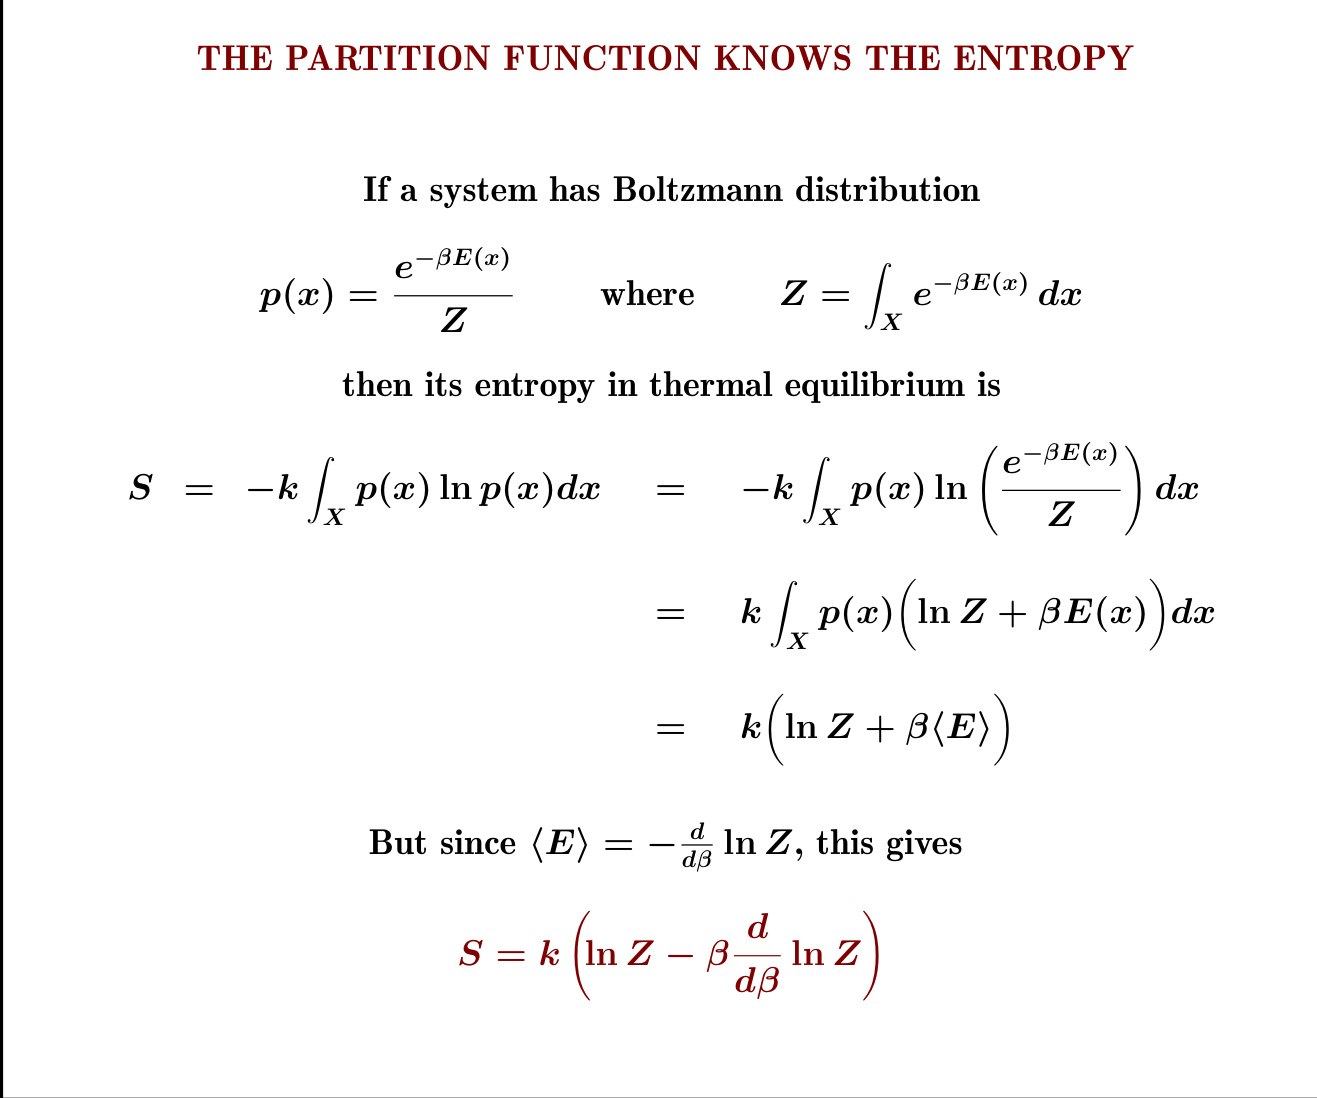 THE PARTITION FUNCTION KNOWS THE ENTROPY
If a system has Boltzmann distribution
$p(x) = \dfrac{e^{-\beta E(x)}}{Z}$ where $Z = \int_X e^{-\beta E(x)} \, dx$
then its entropy in thermal equilibrium is
$S = -k \int_X p(x) \ln p(x) dx = -k \int_X p(x) \ln \left( \dfrac{e^{-\beta E(x)}}{Z} \right) dx$
$= k \int_X p(x) \Big( \ln Z + \beta E(x) \Big) dx$
$= k \Big( \ln Z + \beta \langle E \rangle \Big)$
But since $\langle E \rangle = -\frac{d}{d\beta} \ln Z$, this gives
$S = k \left( \ln Z - \beta \dfrac{d}{d\beta} \ln Z \right)$